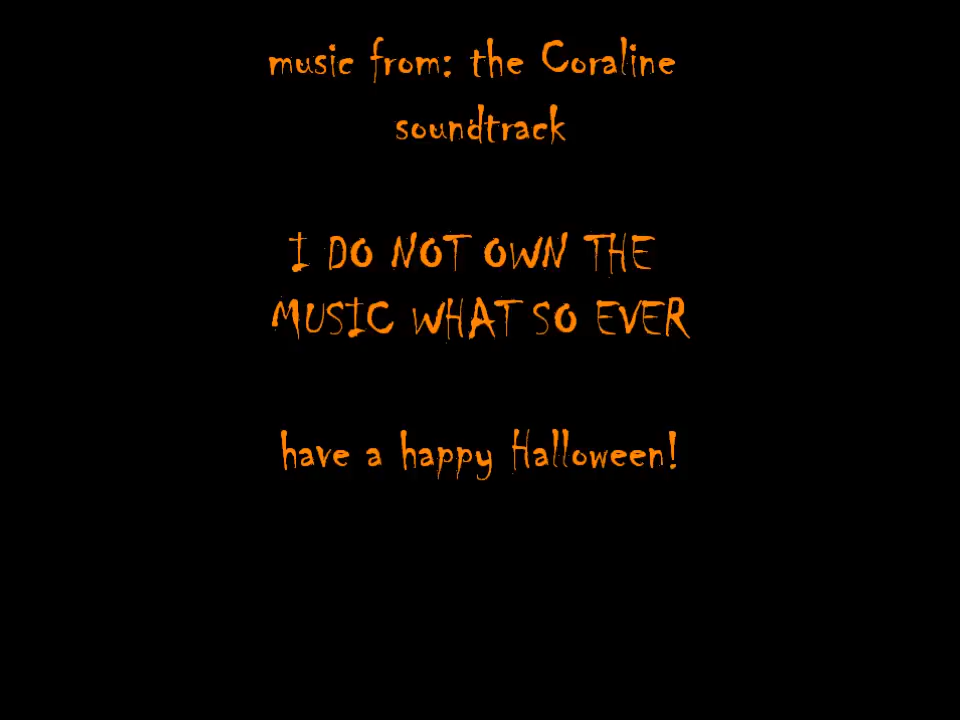 music from: the Coraline
soundtrack
I DO NOT OWN THE
MUSIC WHAT SO EVER
have a happy Halloween!